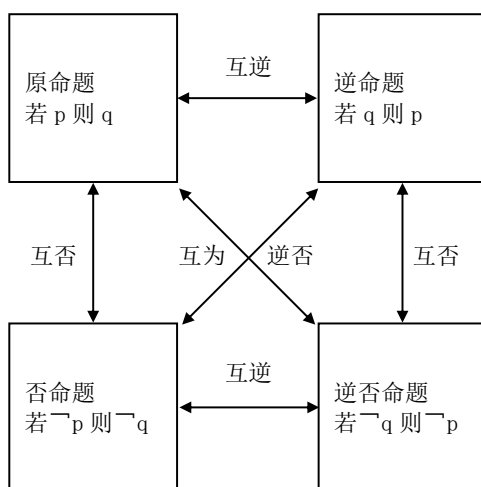 互逆
原命题
若 p 则 q
逆命题
若 q 则 p
互否
互为
逆否
互否
互逆
否命题
若￢p 则￢q
逆否命题
若￢q 则￢p